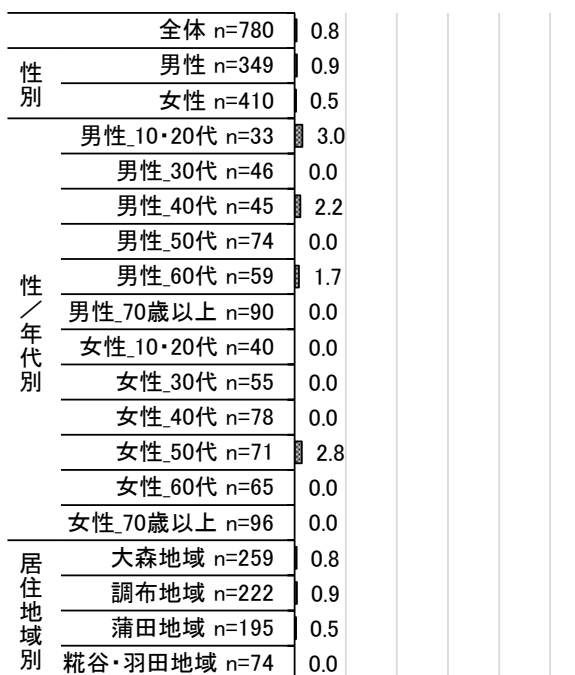 全体 n=780 0.8
性別
男性 n=349 0.9
女性 n=410 0.5
性／年代別
男性_10・20代 n=33 3.0
男性_30代 n=46 0.0
男性_40代 n=45 2.2
男性_50代 n=74 0.0
男性_60代 n=59 1.7
男性_70歳以上 n=90 0.0
女性_10・20代 n=40 0.0
女性_30代 n=55 0.0
女性_40代 n=78 0.0
女性_50代 n=71 2.8
女性_60代 n=65 0.0
女性_70歳以上 n=96 0.0
居住地域別
大森地域 n=259 0.8
調布地域 n=222 0.9
蒲田地域 n=195 0.5
糀谷・羽田地域 n=74 0.0